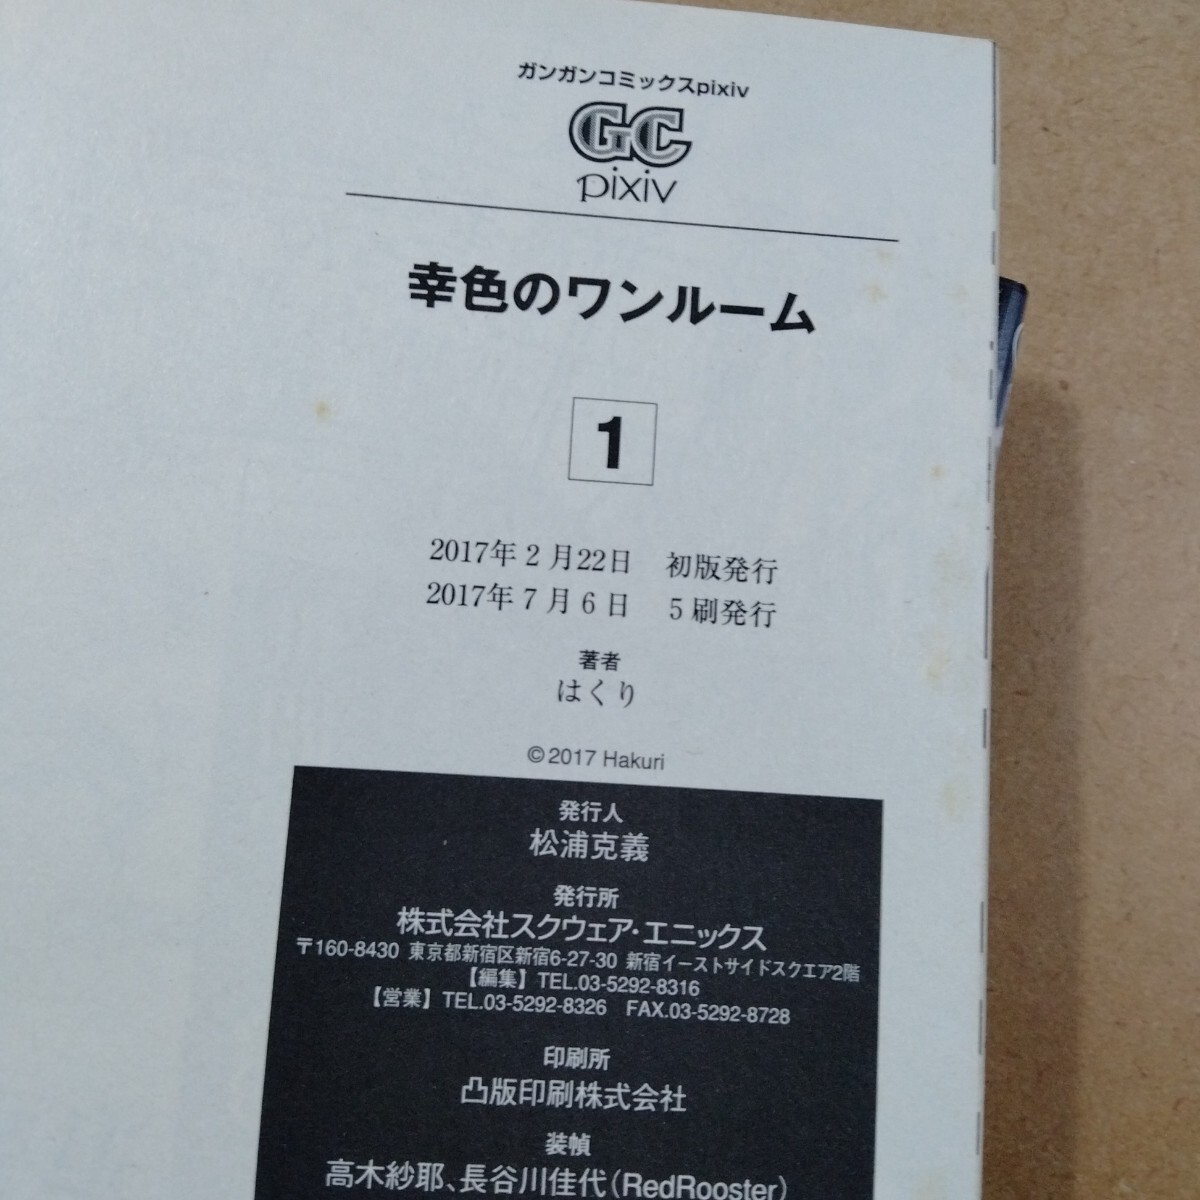 ガンガンコミックスpixiv
GC
pixiv
幸色のワンルーム
1
2017年2月22日　初版発行
2017年7月6日　5刷発行
著者
はくり
©2017 Hakuri
発行人
松浦克義
発行所
株式会社スクウェア・エニックス
〒160-8430 東京都新宿区新宿6-27-30 新宿イーストサイドスクエア2階
【編集】TEL.03-5292-8316
【営業】TEL.03-5292-8326　FAX.03-5292-8728
印刷所
凸版印刷株式会社
装幀
高木紗耶、長谷川佳代(RedRooster)